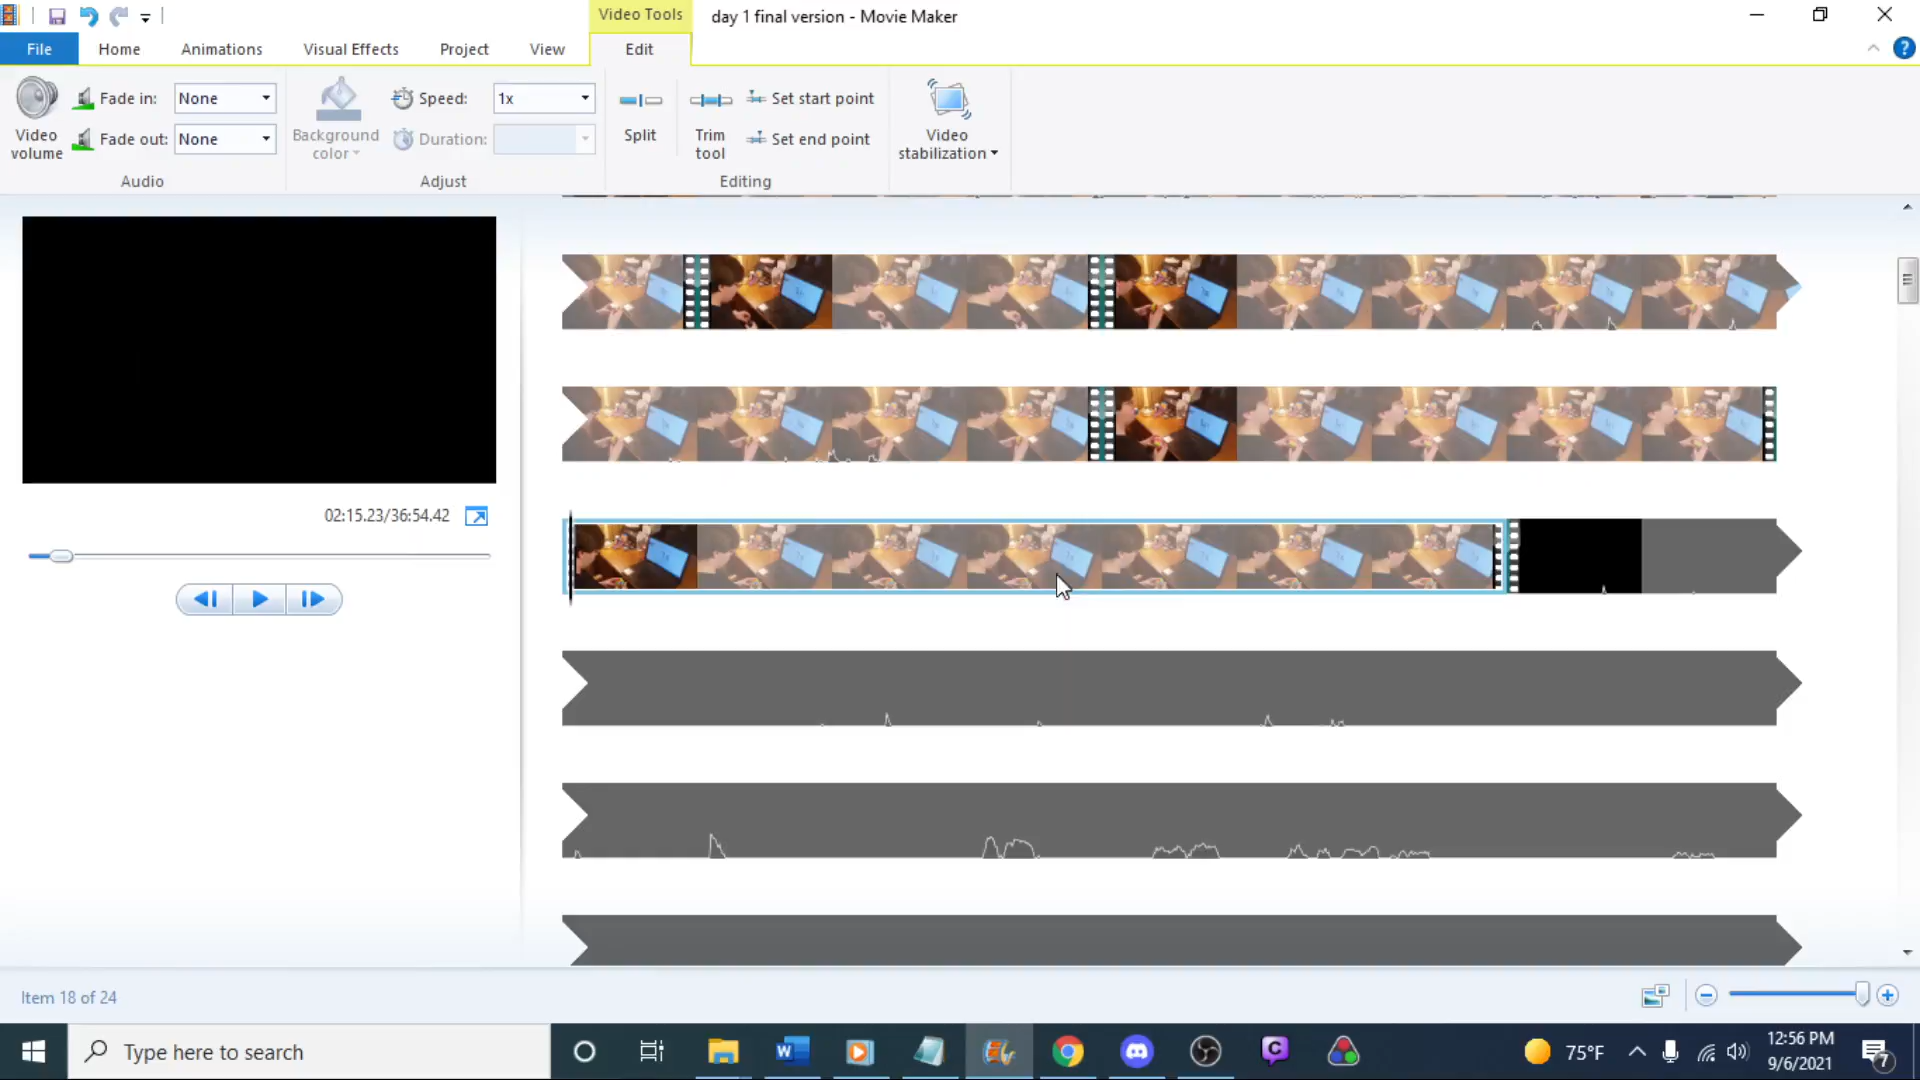 Video Tools
day 1 final version - Movie Maker
File
Home
Animations
Visual Effects
Project
View
Edit
Video volume
Fade in: None
Fade out: None
Audio
Background color
Speed: 1x
Duration:
Adjust
Split
Trim tool
Set start point
Set end point
Editing
Video stabilization
02:15.23/36:54.42
Item 18 of 24
Type here to search
75°F
12:56 PM
9/6/2021
7